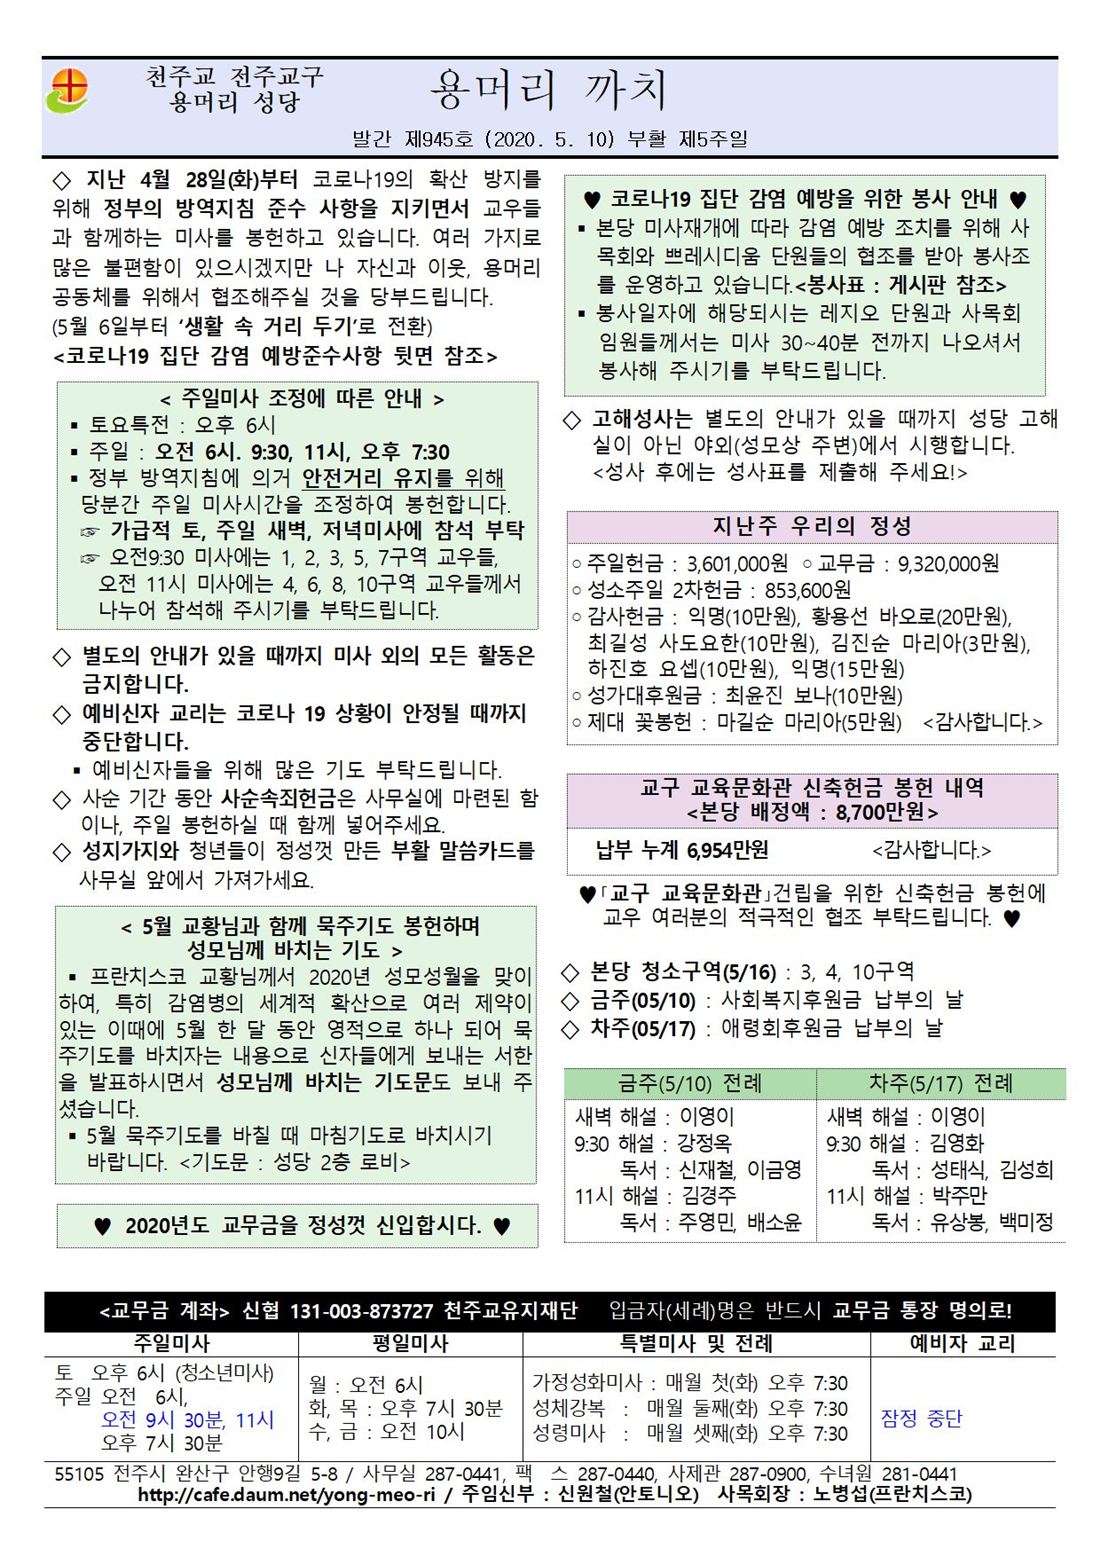 천주교 전주교구
용머리 성당
용머리 까치
발간 제945호 (2020. 5. 10) 부활 제5주일
◇ 지난 4월 28일(화)부터 코로나19의 확산 방지를
위해 정부의 방역지침 준수 사항을 지키면서 교우들
과 함께하는 미사를 봉헌하고 있습니다. 여러 가지로
많은 불편함이 있으시겠지만 나 자신과 이웃, 용머리
공동체를 위해서 협조해주실 것을 당부드립니다.
(5월 6일부터 ‘생활 속 거리 두기’로 전환)
<코로나19 집단 감염 예방준수사항 뒷면 참조>
< 주일미사 조정에 따른 안내 >
▪ 토요특전 : 오후 6시
▪ 주일 : 오전 6시. 9:30, 11시, 오후 7:30
▪ 정부 방역지침에 의거 안전거리 유지를 위해
당분간 주일 미사시간을 조정하여 봉헌합니다.
☞ 가급적 토, 주일 새벽, 저녁미사에 참석 부탁
☞ 오전9:30 미사에는 1, 2, 3, 5, 7구역 교우들,
오전 11시 미사에는 4, 6, 8, 10구역 교우들께서
나누어 참석해 주시기를 부탁드립니다.
◇ 별도의 안내가 있을 때까지 미사 외의 모든 활동은
금지합니다.
◇ 예비신자 교리는 코로나 19 상황이 안정될 때까지
중단합니다.
▪ 예비신자들을 위해 많은 기도 부탁드립니다.
◇ 사순 기간 동안 사순속죄헌금은 사무실에 마련된 함
이나, 주일 봉헌하실 때 함께 넣어주세요.
◇ 성지가지와 청년들이 정성껏 만든 부활 말씀카드를
사무실 앞에서 가져가세요.
< 5월 교황님과 함께 묵주기도 봉헌하며
성모님께 바치는 기도 >
▪ 프란치스코 교황님께서 2020년 성모성월을 맞이
하여, 특히 감염병의 세계적 확산으로 여러 제약이
있는 이때에 5월 한 달 동안 영적으로 하나 되어 묵
주기도를 바치자는 내용으로 신자들에게 보내는 서한
을 발표하시면서 성모님께 바치는 기도문도 보내 주
셨습니다.
▪ 5월 묵주기도를 바칠 때 마침기도로 바치시기
바랍니다. <기도문 : 성당 2층 로비>
♥ 2020년도 교무금을 정성껏 신입합시다. ♥
♥ 코로나19 집단 감염 예방을 위한 봉사 안내 ♥
▪ 본당 미사재개에 따라 감염 예방 조치를 위해 사
목회와 쁘레시디움 단원들의 협조를 받아 봉사조
를 운영하고 있습니다.<봉사표 : 게시판 참조>
▪ 봉사일자에 해당되시는 레지오 단원과 사목회
임원들께서는 미사 30~40분 전까지 나오셔서
봉사해 주시기를 부탁드립니다.
◇ 고해성사는 별도의 안내가 있을 때까지 성당 고해
실이 아닌 야외(성모상 주변)에서 시행합니다.
<성사 후에는 성사표를 제출해 주세요!>
지난주 우리의 정성
○ 주일헌금 : 3,601,000원 ○ 교무금 : 9,320,000원
○ 성소주일 2차헌금 : 853,600원
○ 감사헌금 : 익명(10만원), 황용선 바오로(20만원),
최길성 사도요한(10만원), 김진순 마리아(3만원),
하진호 요셉(10만원), 익명(15만원)
○ 성가대후원금 : 최윤진 보나(10만원)
○ 제대 꽃봉헌 : 마길순 마리아(5만원) <감사합니다.>
교구 교육문화관 신축헌금 봉헌 내역
<본당 배정액 : 8,700만원>
납부 누계 6,954만원 <감사합니다.>
♥「교구 교육문화관」건립을 위한 신축헌금 봉헌에
교우 여러분의 적극적인 협조 부탁드립니다. ♥
◇ 본당 청소구역(5/16) : 3, 4, 10구역
◇ 금주(05/10) : 사회복지후원금 납부의 날
◇ 차주(05/17) : 애령회후원금 납부의 날
금주(5/10) 전례 차주(5/17) 전례
새벽 해설 : 이영이 새벽 해설 : 이영이
9:30 해설 : 강정옥 9:30 해설 : 김영화
독서 : 신재철, 이금영 독서 : 성태식, 김성희
11시 해설 : 김경주 11시 해설 : 박주만
독서 : 주영민, 배소윤 독서 : 유상봉, 백미정
<교무금 계좌> 신협 131-003-873727 천주교유지재단 입금자(세례)명은 반드시 교무금 통장 명의로!
주일미사 평일미사 특별미사 및 전례 예비자 교리
토 오후 6시 (청소년미사)
주일 오전 6시,
오전 9시 30분, 11시
오후 7시 30분
월 : 오전 6시
화, 목 : 오후 7시 30분
수, 금 : 오전 10시
가정성화미사 : 매월 첫(화) 오후 7:30
성체강복 : 매월 둘째(화) 오후 7:30
성령미사 : 매월 셋째(화) 오후 7:30
잠정 중단
55105 전주시 완산구 안행9길 5-8 / 사무실 287-0441, 팩 스 287-0440, 사제관 287-0900, 수녀원 281-0441
http://cafe.daum.net/yong-meo-ri / 주임신부 : 신원철(안토니오) 사목회장 : 노병섭(프란치스코)